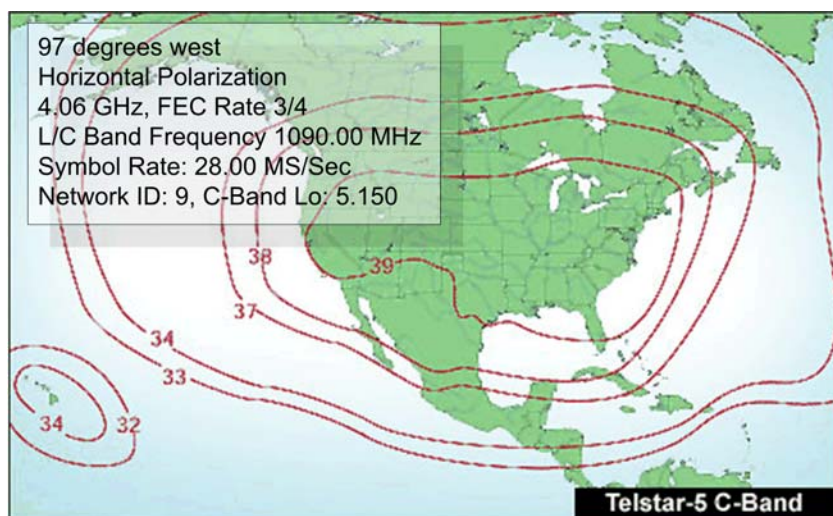 97 degrees west
Horizontal Polarization
4.06 GHz, FEC Rate 3/4
L/C Band Frequency 1090.00 MHz
Symbol Rate: 28.00 MS/Sec
Network ID: 9, C-Band Lo: 5.150
38
39
37
34
33
34
32
Telstar-5 C-Band